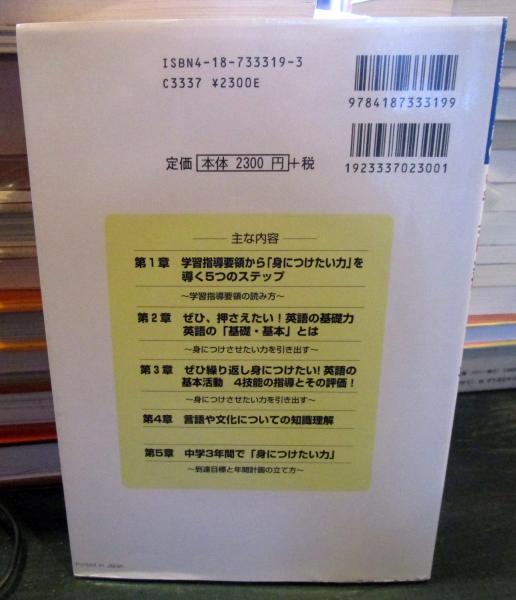 ISBN4-18-733319-3
C3337 ¥2300E
9784187333199
1923337023001
定価 本体 2300 円 +税
主な内容
第1章 学習指導要領から「身につけたい力」を
導く5つのステップ
～学習指導要領の読み方～
第2章 ぜひ、押さえたい！英語の基礎力
英語の「基礎・基本」とは
～身につけさせたい力を引き出す～
第3章 ぜひ繰り返し身につけたい！英語の
基本活動 4技能の指導とその評価！
～身につけさせたい力を引き出す～
第4章 言語や文化についての知識理解
第5章 中学3年間で「身につけたい力」
～到達目標と年間計画の立て方～
Printed in Japan